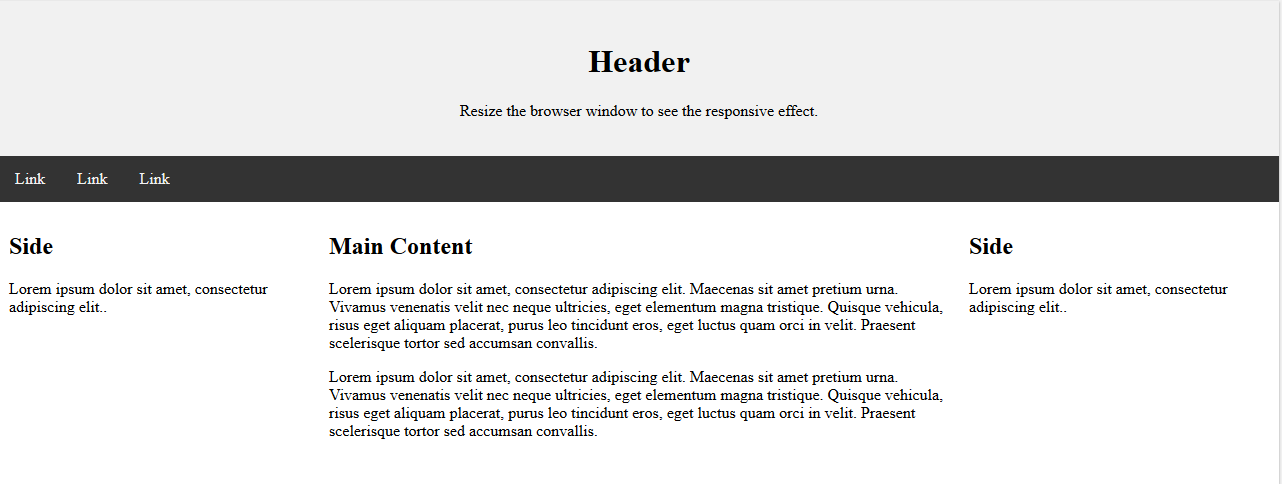 Header
Resize the browser window to see the responsive effect.
Link Link Link
Side
Lorem ipsum dolor sit amet, consectetur
adipiscing elit..
Main Content
Lorem ipsum dolor sit amet, consectetur adipiscing elit. Maecenas sit amet pretium urna.
Vivamus venenatis velit nec neque ultricies, eget elementum magna tristique. Quisque vehicula,
risus eget aliquam placerat, purus leo tincidunt eros, eget luctus quam orci in velit. Praesent
scelerisque tortor sed accumsan convallis.
Lorem ipsum dolor sit amet, consectetur adipiscing elit. Maecenas sit amet pretium urna.
Vivamus venenatis velit nec neque ultricies, eget elementum magna tristique. Quisque vehicula,
risus eget aliquam placerat, purus leo tincidunt eros, eget luctus quam orci in velit. Praesent
scelerisque tortor sed accumsan convallis.
Side
Lorem ipsum dolor sit amet, consectetur
adipiscing elit..